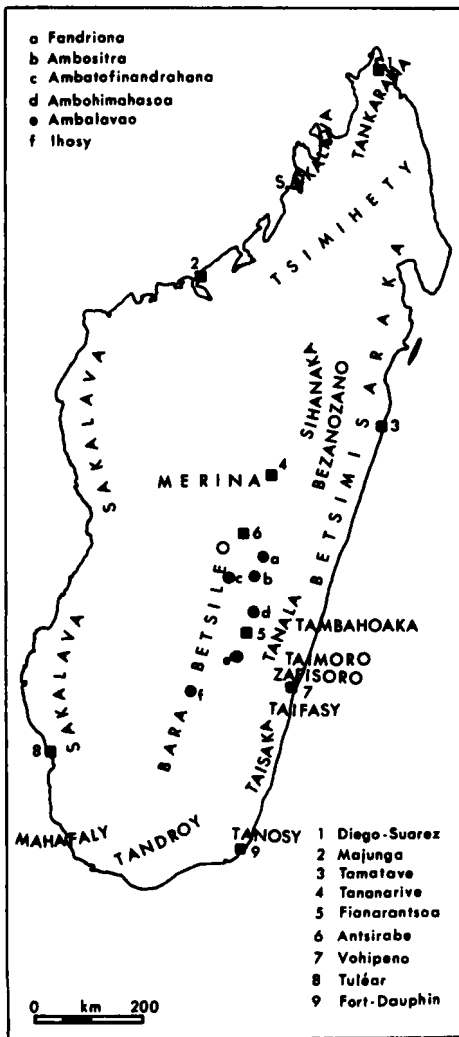 a Fandriana
b Ambositra
c Ambatofinandrahana
d Ambohimahasoa
e Ambalavao
f Ihosy
1
TANKARANA
S.
KALAVA
TSIMIHETY
2
SAKALAVA
SIHANAKA
BEZANOZANO
BETSIMISARAKA
3
MERINA
4
6
a
BETSILEO
c
b
d
5
TANALA
TAMBAHOAKA
e
TAIMORO
ZAFISORO
7
TAIFASY
f
BARA
SAKALAVA
8
TAISAKA
MAHAFALY
TANDROY
TANOSY
9
1 Diego-Suarez
2 Majunga
3 Tamatave
4 Tananarive
5 Fianarantsoa
6 Antsirabe
7 Vohipeno
8 Tuléar
9 Fort-Dauphin
0 km 200